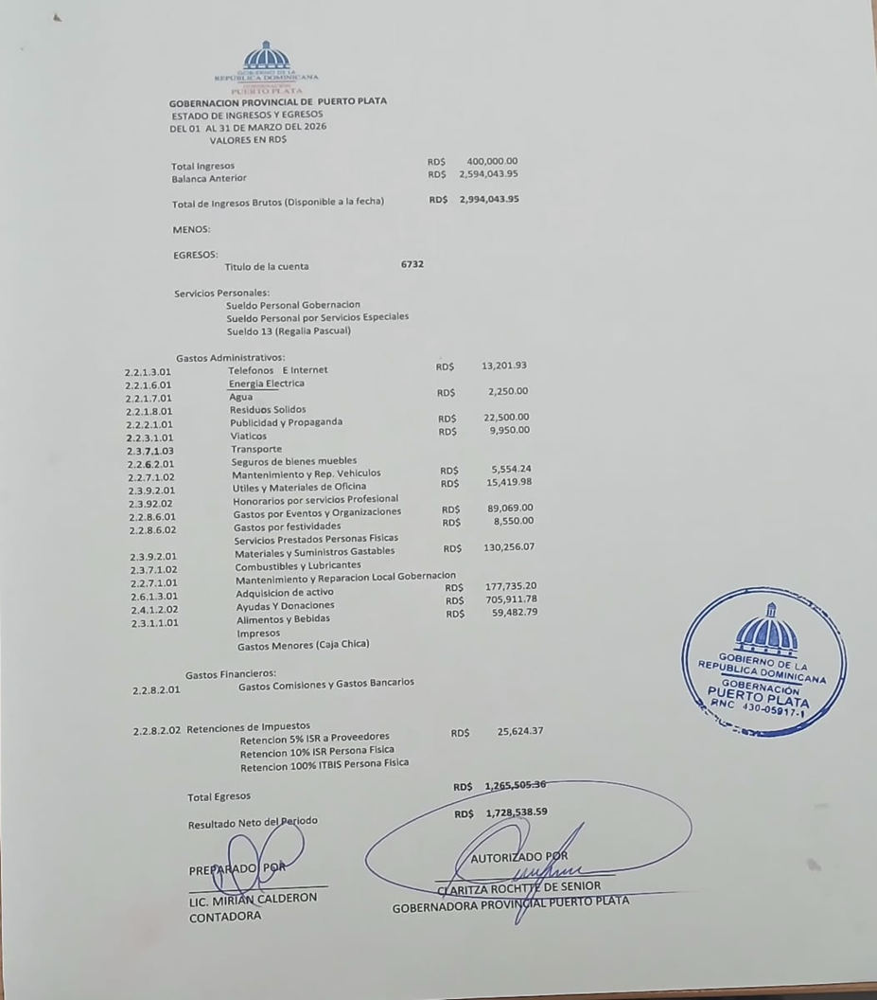 GOBIERNO DE LA
REPÚBLICA DOMINICANA
GOBERNACIÓN
PUERTO PLATA
GOBERNACION PROVINCIAL DE PUERTO PLATA
ESTADO DE INGRESOS Y EGRESOS
DEL 01 AL 31 DE MARZO DEL 2026
VALORES EN RD$
Total Ingresos RD$ 400,000.00
Balanca Anterior RD$ 2,594,043.95
Total de Ingresos Brutos (Disponible a la fecha) RD$ 2,994,043.95
MENOS:
EGRESOS:
Titulo de la cuenta 6732
Servicios Personales:
Sueldo Personal Gobernacion
Sueldo Personal por Servicios Especiales
Sueldo 13 (Regalia Pascual)
Gastos Administrativos:
2.2.1.3.01 Telefonos E Internet RD$ 13,201.93
2.2.1.6.01 Energia Electrica
2.2.1.7.01 Agua RD$ 2,250.00
2.2.1.8.01 Residuos Solidos
2.2.2.1.01 Publicidad y Propaganda RD$ 22,500.00
2.2.3.1.01 Viaticos RD$ 9,950.00
2.3.7.1.03 Transporte
2.2.6.2.01 Seguros de bienes muebles
2.2.7.1.02 Mantenimiento y Rep. Vehiculos RD$ 5,554.24
2.3.9.2.01 Utiles y Materiales de Oficina RD$ 15,419.98
2.3.92.02 Honorarios por servicios Profesional
2.2.8.6.01 Gastos por Eventos y Organizaciones RD$ 89,069.00
2.2.8.6.02 Gastos por festividades RD$ 8,550.00
Servicios Prestados Personas Fisicas
2.3.9.2.01 Materiales y Suministros Gastables RD$ 130,256.07
2.3.7.1.02 Combustibles y Lubricantes
2.2.7.1.01 Mantenimiento y Reparacion Local Gobernacion
2.6.1.3.01 Adquisicion de activo RD$ 177,735.20
2.4.1.2.02 Ayudas Y Donaciones RD$ 705,911.78
2.3.1.1.01 Alimentos y Bebidas RD$ 59,482.79
Impresos
Gastos Menores (Caja Chica)
Gastos Financieros:
2.2.8.2.01 Gastos Comisiones y Gastos Bancarios
2.2.8.2.02 Retenciones de Impuestos
Retencion 5% ISR a Proveedores RD$ 25,624.37
Retencion 10% ISR Persona Fisica
Retencion 100% ITBIS Persona Fisica
Total Egresos RD$ 1,265,505.36
Resultado Neto del Periodo RD$ 1,728,538.59
PREPARADO POR
LIC. MIRIAN CALDERON
CONTADORA
AUTORIZADO POR
CLARITZA ROCHTTE DE SENIOR
GOBERNADORA PROVINCIAL PUERTO PLATA
GOBIERNO DE LA
REPÚBLICA DOMINICANA
GOBERNACIÓN
PUERTO PLATA
RNC 430-05917-1